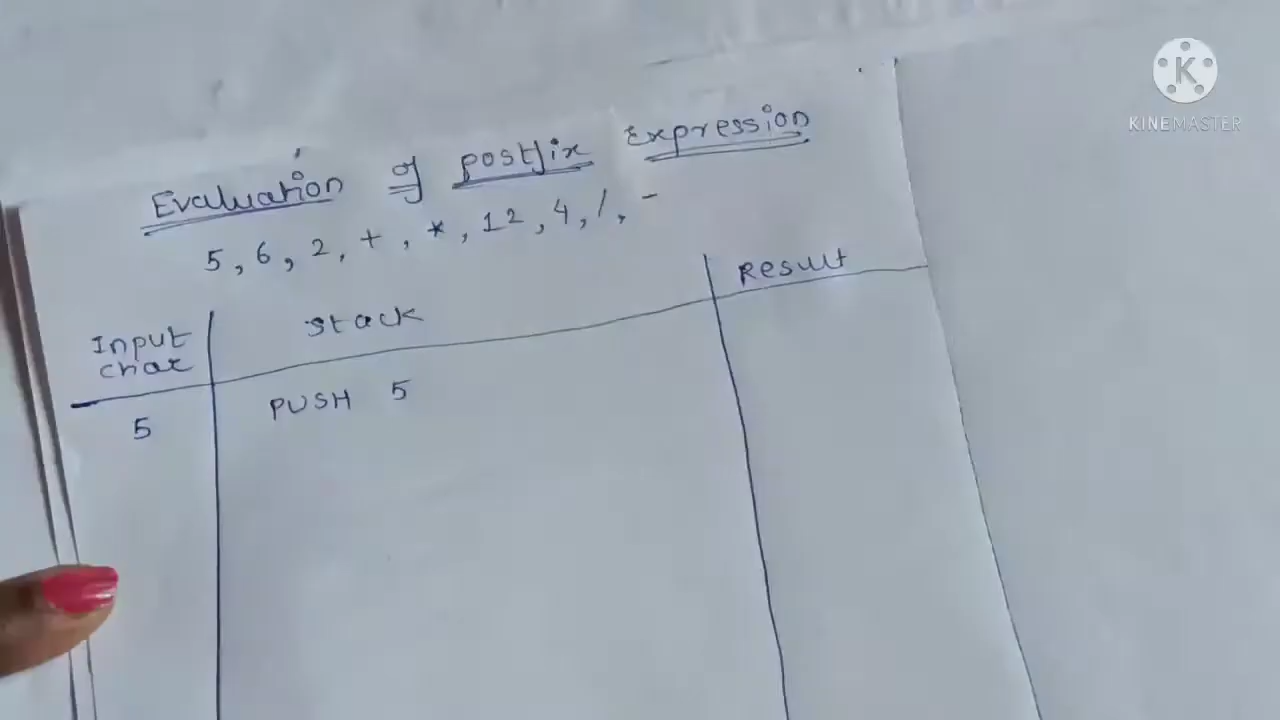 K
KINEMASTER
Evaluation of postfix Expression
5, 6, 2, +, *, 12, 4, /, -
Input char
Stack
Result
5
PUSH 5